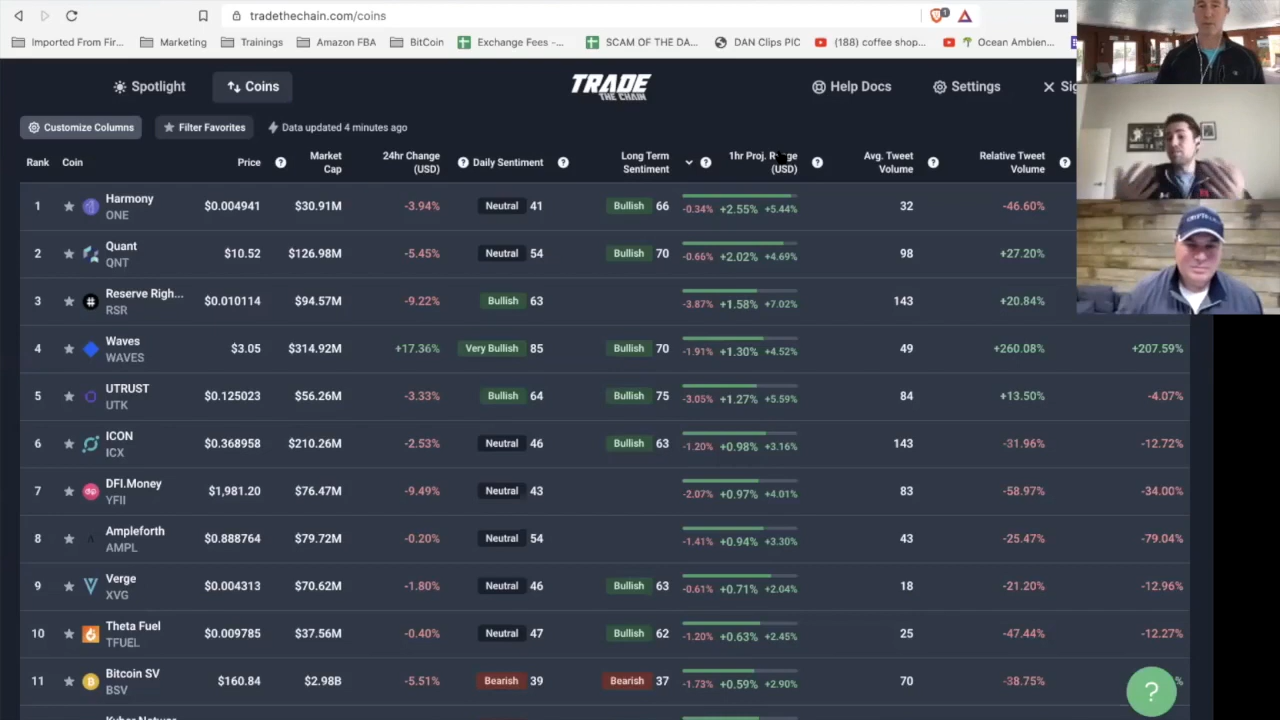 tradethechain.com/coins
1
Imported From Fir...
Marketing
Trainings
Amazon FBA
BitCoin
Exchange Fees -...
SCAM OF THE DA...
DAN Clips PIC
(188) coffee shop...
Ocean Ambien...
Spotlight
Coins
TRADE
THE CHAIN
Help Docs
Settings
Customize Columns
Filter Favorites
Data updated 4 minutes ago
Rank Coin Price ? Market Cap 24hr Change (USD) ? Daily Sentiment ? Long Term Sentiment ? 1hr Proj. Range (USD) ? Avg. Tweet Volume ? Relative Tweet Volume ?
1 Harmony ONE $0.004941 $30.91M -3.94% Neutral 41 Bullish 66 -0.34% +2.55% +5.44% 32 -46.60%
2 Quant QNT $10.52 $126.98M -5.45% Neutral 54 Bullish 70 -0.66% +2.02% +4.69% 98 +27.20%
3 Reserve Righ... RSR $0.010114 $94.57M -9.22% Bullish 63 -3.87% +1.58% +7.02% 143 +20.84%
4 Waves WAVES $3.05 $314.92M +17.36% Very Bullish 85 Bullish 70 -1.91% +1.30% +4.52% 49 +260.08% +207.59%
5 UTRUST UTK $0.125023 $56.26M -3.33% Bullish 64 Bullish 75 -3.05% +1.27% +5.59% 84 +13.50% -4.07%
6 ICON ICX $0.368958 $210.26M -2.53% Neutral 46 Bullish 63 -1.20% +0.98% +3.16% 143 -31.96% -12.72%
7 DFI.Money YFII $1,981.20 $76.47M -9.49% Neutral 43 -2.07% +0.97% +4.01% 83 -58.97% -34.00%
8 Ampleforth AMPL $0.888764 $79.72M -0.20% Neutral 54 -1.41% +0.94% +3.30% 43 -25.47% -79.04%
9 Verge XVG $0.004313 $70.62M -1.80% Neutral 46 Bullish 63 -0.61% +0.71% +2.04% 18 -21.20% -12.96%
10 Theta Fuel TFUEL $0.009785 $37.56M -0.40% Neutral 47 Bullish 62 -1.20% +0.63% +2.45% 25 -47.44% -12.27%
11 Bitcoin SV BSV $160.84 $2.98B -5.51% Bearish 39 Bearish 37 -1.73% +0.59% +2.90% 70 -38.75%
?